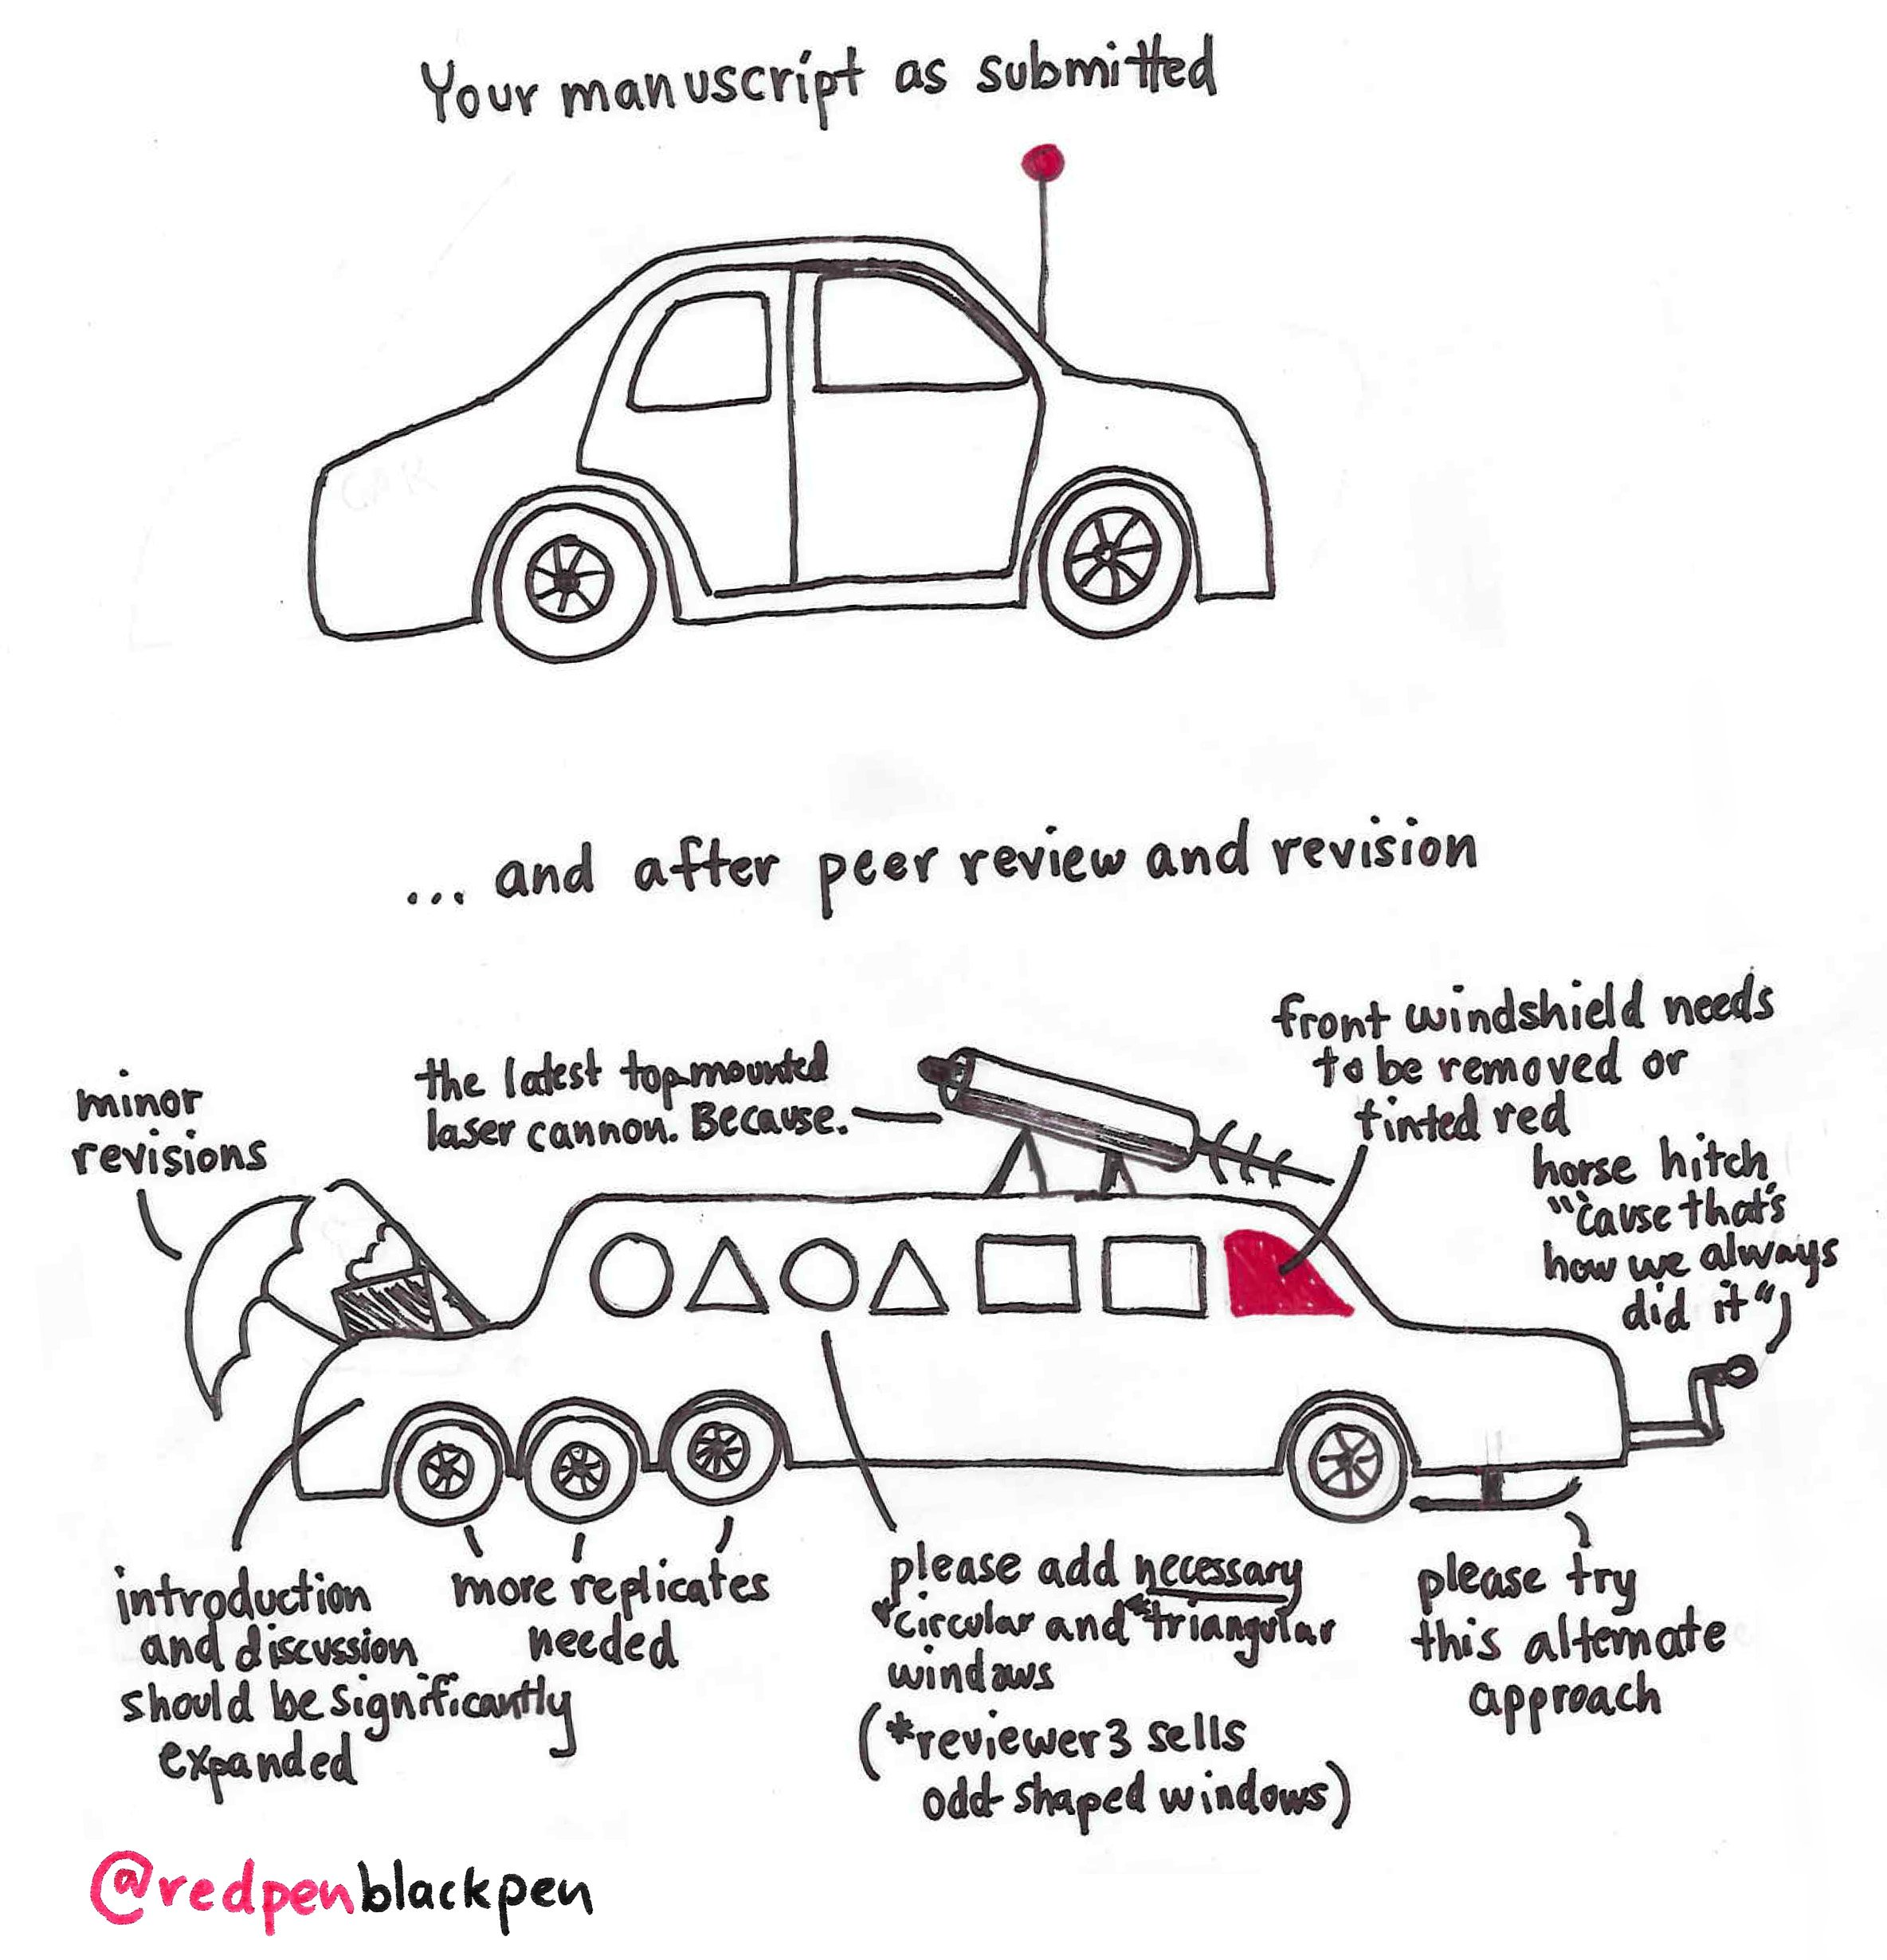 Your manuscript as submitted
... and after peer review and revision
minor
revisions
the latest top-mounted
laser cannon. Because.
front windshield needs
to be removed or
tinted red
horse hitch
"'cause that's
how we always
did it"
introduction
and discussion
should be significantly
expanded
more replicates
needed
please add necessary
*circular and *triangular
windows
(*reviewer 3 sells
odd-shaped windows)
please try
this alternate
approach
@redpenblackpen